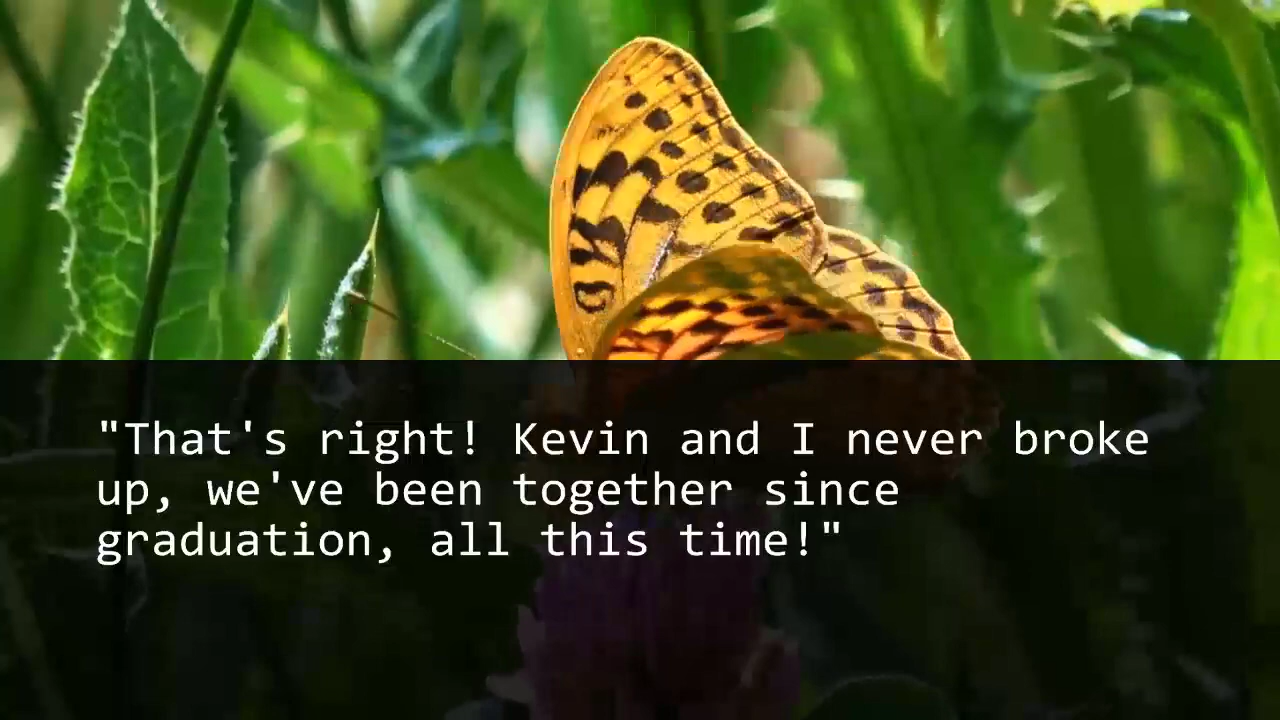 "That's right! Kevin and I never broke
up, we've been together since
graduation, all this time!"